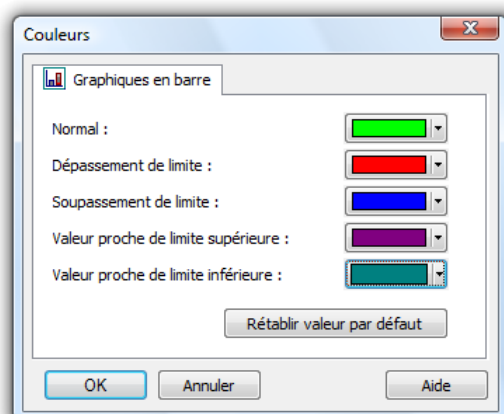 Couleurs
Graphiques en barre
Normal :
Dépassement de limite :
Soupassement de limite :
Valeur proche de limite supérieure :
Valeur proche de limite inférieure :
Rétablir valeur par défaut
OK Annuler Aide